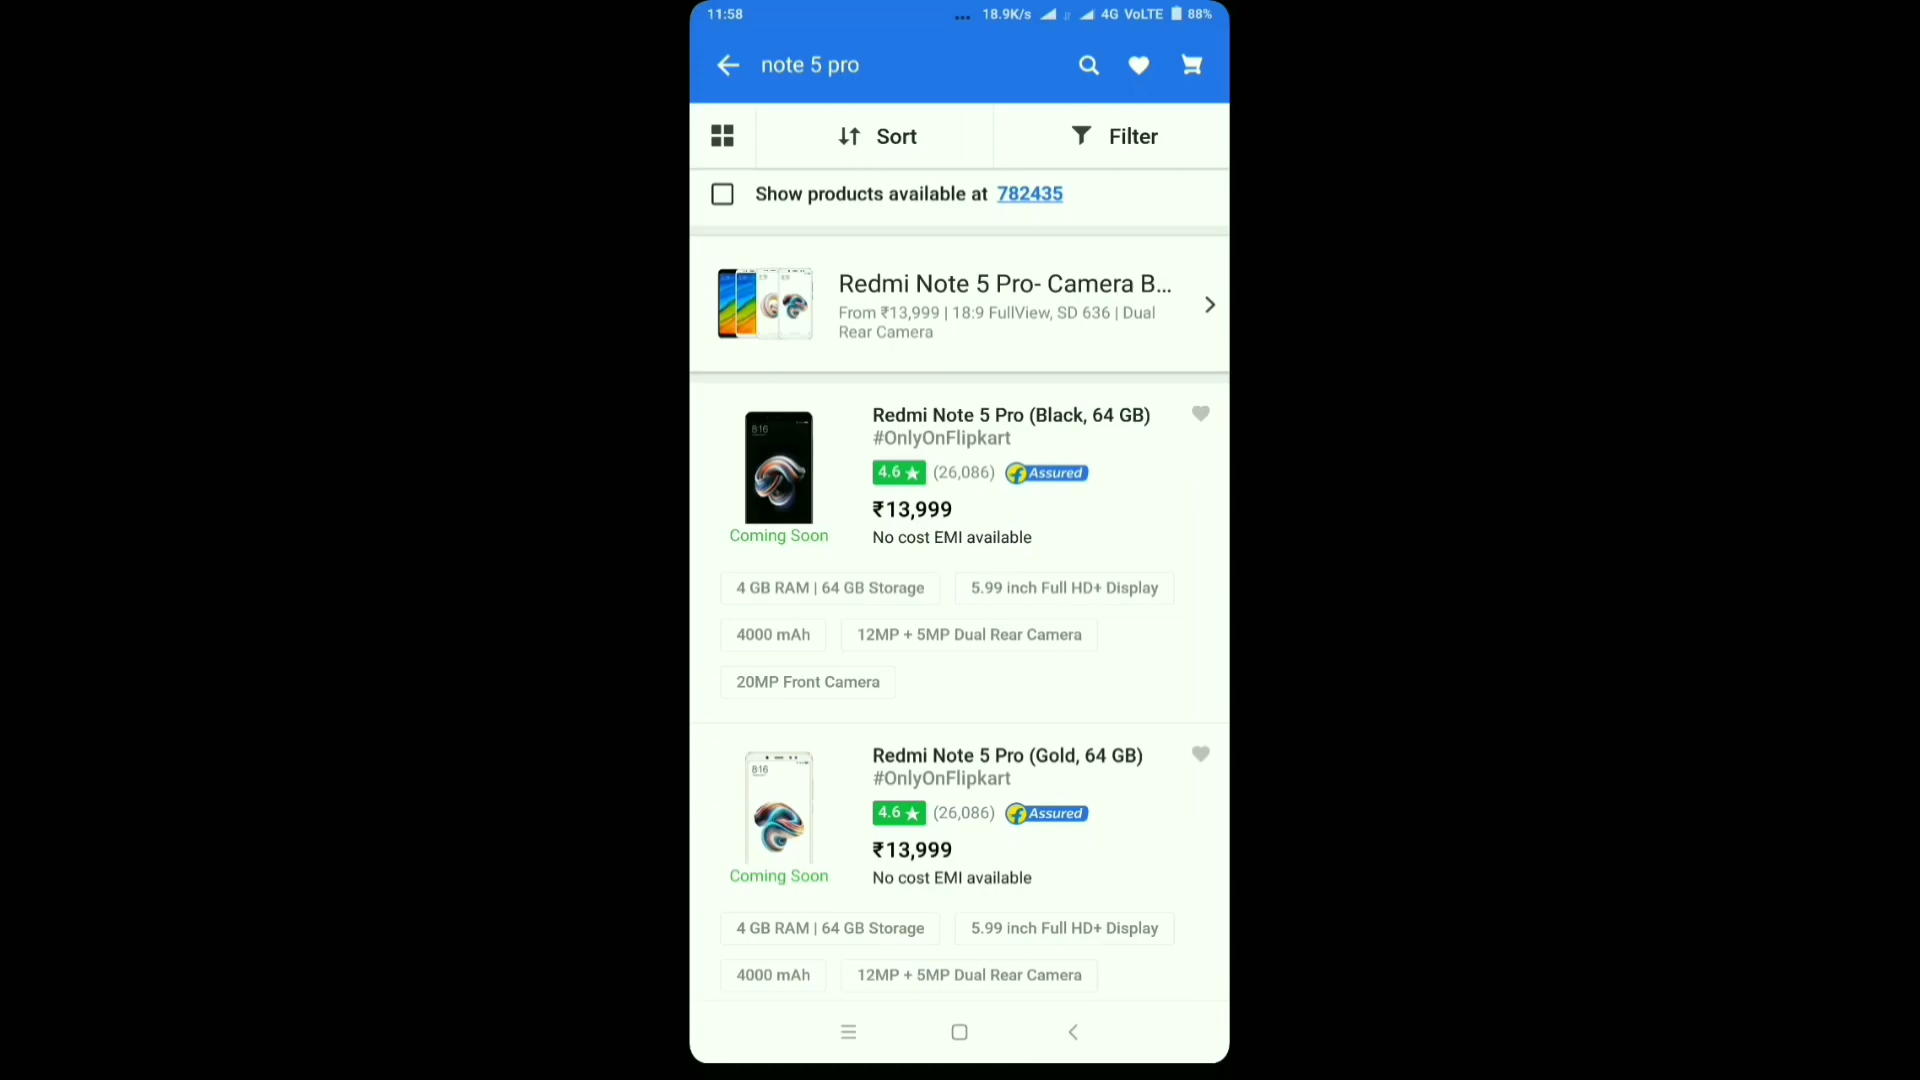 11:58 ... 18.9K/s 4G VoLTE 88%
note 5 pro
Sort Filter
Show products available at 782435
Redmi Note 5 Pro- Camera B...
From ₹13,999 | 18:9 FullView, SD 636 | Dual
Rear Camera
Redmi Note 5 Pro (Black, 64 GB)
#OnlyOnFlipkart
8:16
4.6 ★ (26,086) f Assured
₹13,999
Coming Soon
No cost EMI available
4 GB RAM | 64 GB Storage 5.99 inch Full HD+ Display
4000 mAh 12MP + 5MP Dual Rear Camera
20MP Front Camera
Redmi Note 5 Pro (Gold, 64 GB)
#OnlyOnFlipkart
8:16
4.6 ★ (26,086) f Assured
₹13,999
Coming Soon
No cost EMI available
4 GB RAM | 64 GB Storage 5.99 inch Full HD+ Display
4000 mAh 12MP + 5MP Dual Rear Camera